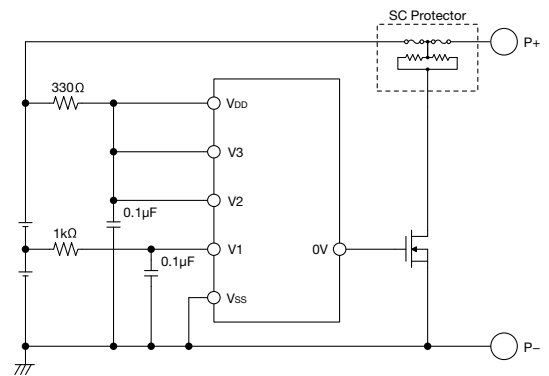 SC Protector
P+
330Ω
VDD
V3
V2
0.1μF
1kΩ
V1
0.1μF
0V
VSS
P−